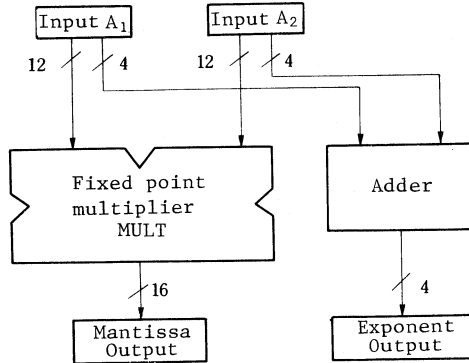 Input A1
Input A2
12
4
12
4
Fixed point
multiplier
MULT
Adder
16
4
Mantissa
Output
Exponent
Output